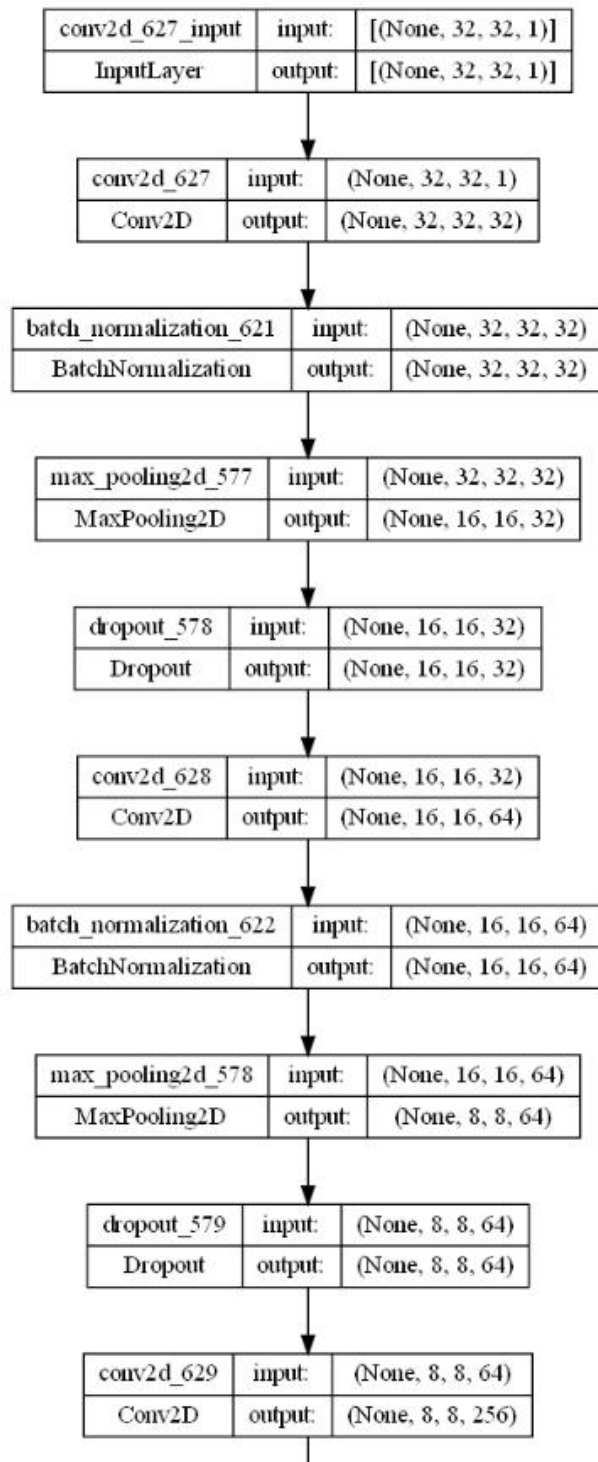 conv2d_627_input input: [(None, 32, 32, 1)]
InputLayer output: [(None, 32, 32, 1)]
conv2d_627 input: (None, 32, 32, 1)
Conv2D output: (None, 32, 32, 32)
batch_normalization_621 input: (None, 32, 32, 32)
BatchNormalization output: (None, 32, 32, 32)
max_pooling2d_577 input: (None, 32, 32, 32)
MaxPooling2D output: (None, 16, 16, 32)
dropout_578 input: (None, 16, 16, 32)
Dropout output: (None, 16, 16, 32)
conv2d_628 input: (None, 16, 16, 32)
Conv2D output: (None, 16, 16, 64)
batch_normalization_622 input: (None, 16, 16, 64)
BatchNormalization output: (None, 16, 16, 64)
max_pooling2d_578 input: (None, 16, 16, 64)
MaxPooling2D output: (None, 8, 8, 64)
dropout_579 input: (None, 8, 8, 64)
Dropout output: (None, 8, 8, 64)
conv2d_629 input: (None, 8, 8, 64)
Conv2D output: (None, 8, 8, 256)